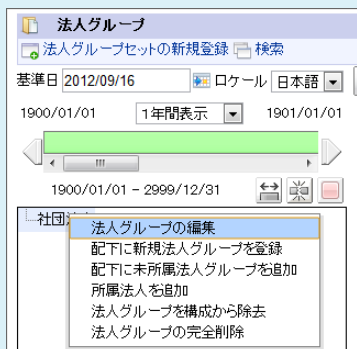 法人グループ
法人グループセットの新規登録 検索
基準日 2012/09/16 ロケール 日本語
1900/01/01 1年間表示 1901/01/01
1900/01/01 - 2999/12/31
社団
法人グループの編集
配下に新規法人グループを登録
配下に未所属法人グループを追加
所属法人を追加
法人グループを構成から除去
法人グループの完全削除